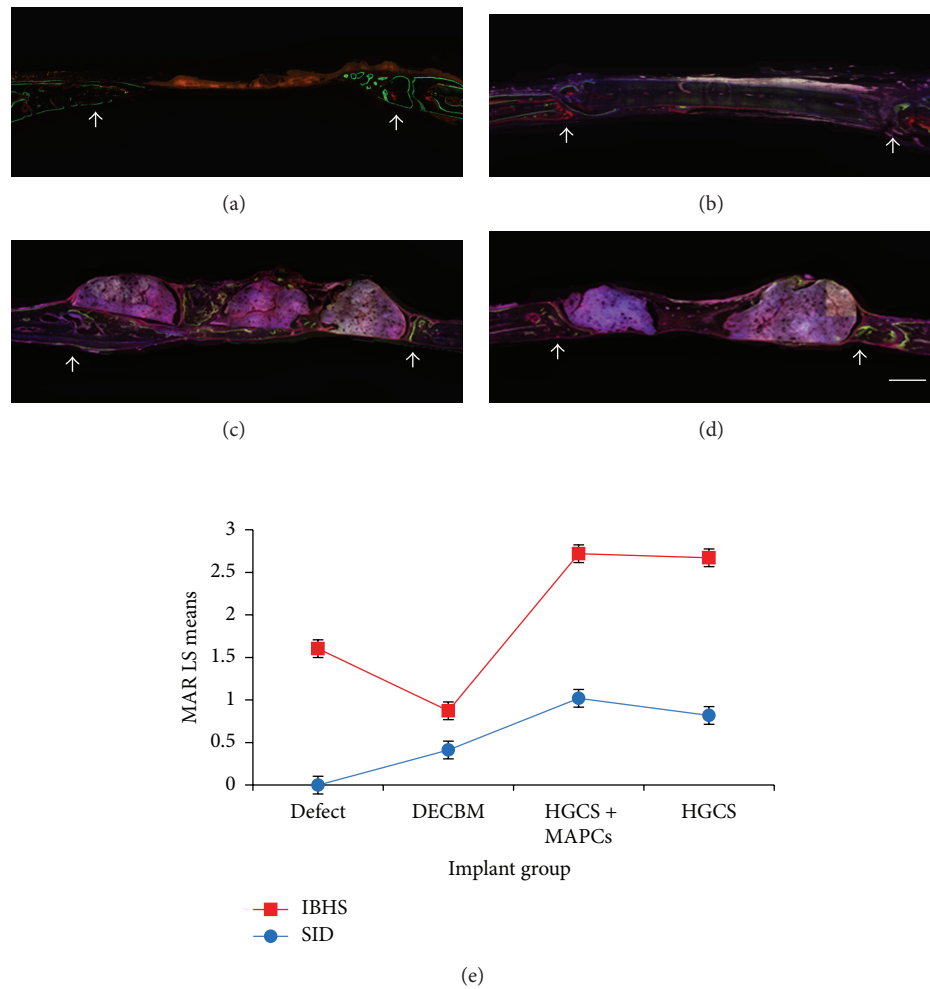 (a)
(b)
(c)
(d)
3
2.5
2
1.5
1
0.5
0
MAR LS means
Defect
DECBM
HGCS +
MAPCs
HGCS
Implant group
IBHS
SID
(e)